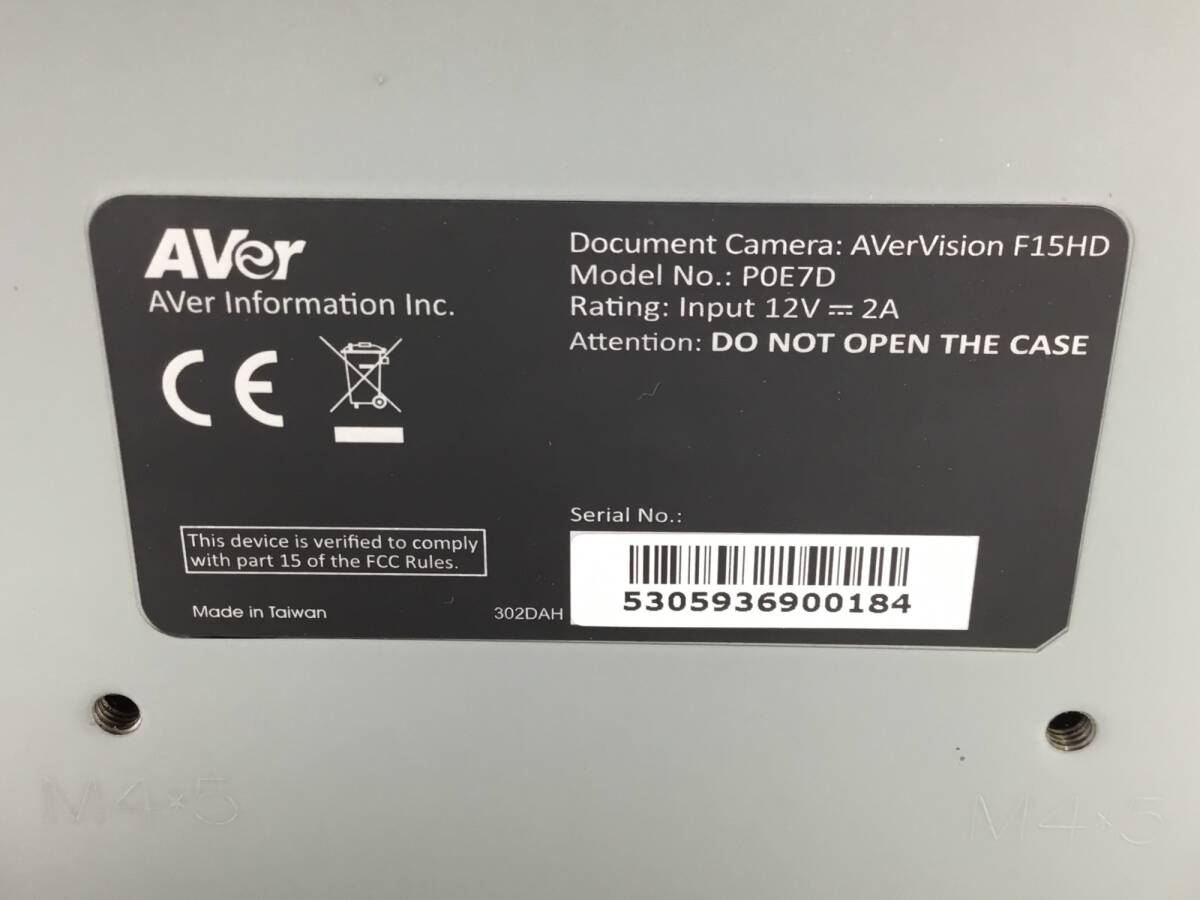 AVer
AVer Information Inc.
CE
Document Camera: AVerVision F15HD
Model No.: P0E7D
Rating: Input 12V ⎓ 2A
Attention: DO NOT OPEN THE CASE
This device is verified to comply
with part 15 of the FCC Rules.
Made in Taiwan
302DAH
Serial No.:
5305936900184
M4*5
M4*5